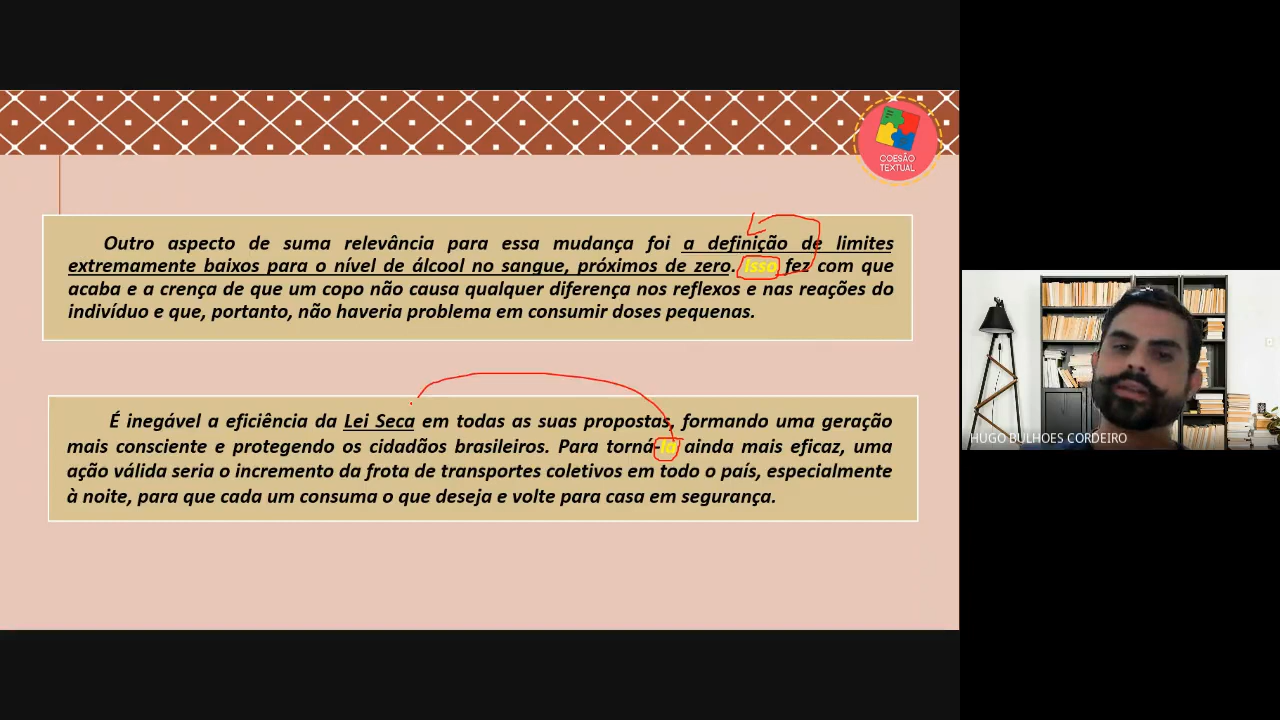 COESÃO
TEXTUAL
Outro aspecto de suma relevância para essa mudança foi a definição de limites
extremamente baixos para o nível de álcool no sangue, próximos de zero. Isso fez com que
acaba e a crença de que um copo não causa qualquer diferença nos reflexos e nas reações do
indivíduo e que, portanto, não haveria problema em consumir doses pequenas.
É inegável a eficiência da Lei Seca em todas as suas propostas, formando uma geração
mais consciente e protegendo os cidadãos brasileiros. Para torná-la ainda mais eficaz, uma
ação válida seria o incremento da frota de transportes coletivos em todo o país, especialmente
à noite, para que cada um consuma o que deseja e volte para casa em segurança.
HUGO BULHOES CORDEIRO